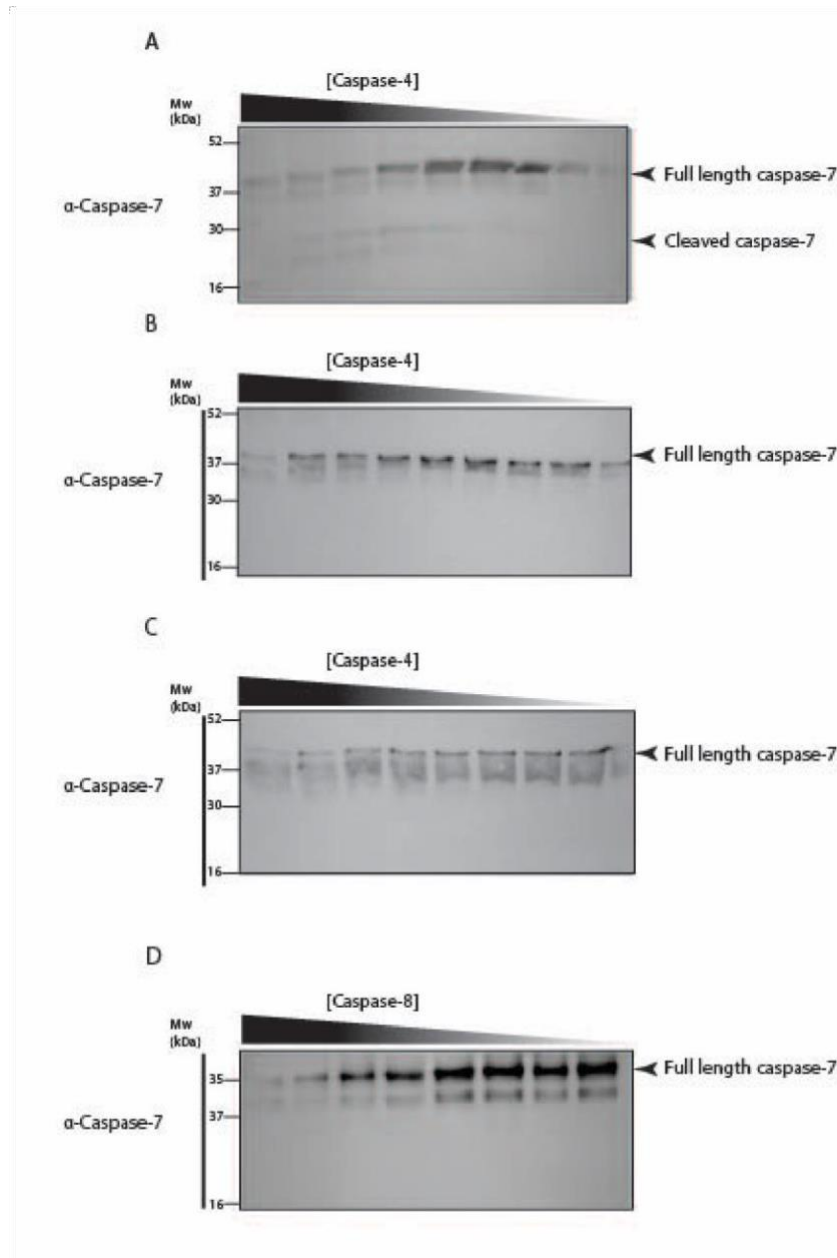 A
[Caspase-4]
Mw
(kDa)
52
37
30
16
α-Caspase-7
Full length caspase-7
Cleaved caspase-7
B
[Caspase-4]
Mw
(kDa)
52
37
30
16
α-Caspase-7
Full length caspase-7
C
[Caspase-4]
Mw
(kDa)
52
37
30
16
α-Caspase-7
Full length caspase-7
D
[Caspase-8]
Mw
(kDa)
35
37
16
α-Caspase-7
Full length caspase-7